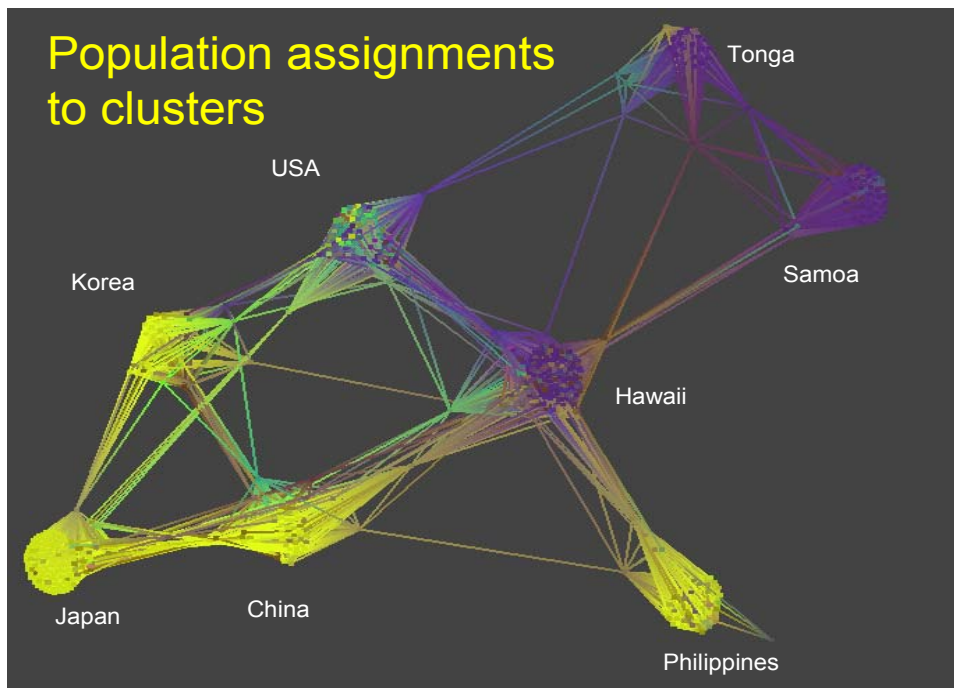 Population assignments
to clusters
Tonga
USA
Samoa
Korea
Hawaii
Japan
China
Philippines